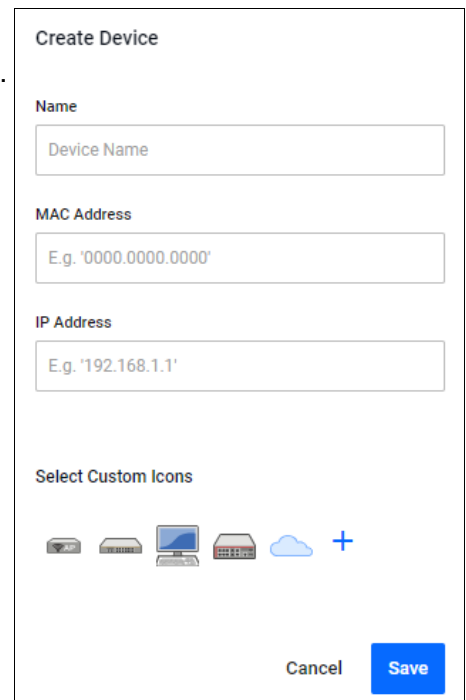 Create Device
.
Name
Device Name
MAC Address
E.g. '0000.0000.0000'
IP Address
E.g. '192.168.1.1'
Select Custom Icons
AP
+
Cancel Save